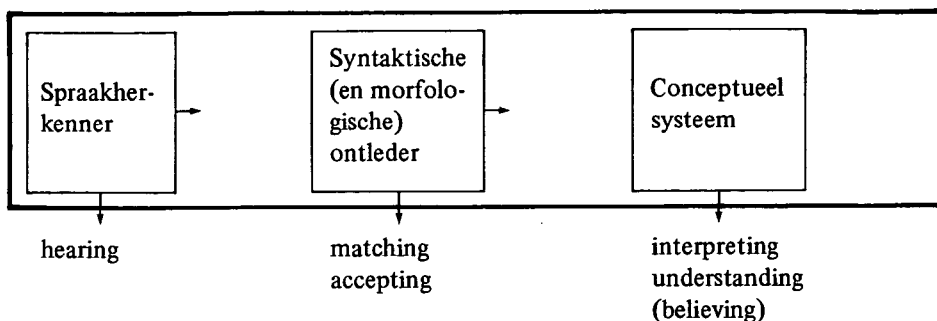 Spraakher-
kenner
Syntaktische
(en morfolo-
gische)
ontleder
Conceptueel
systeem
hearing
matching
accepting
interpreting
understanding
(believing)